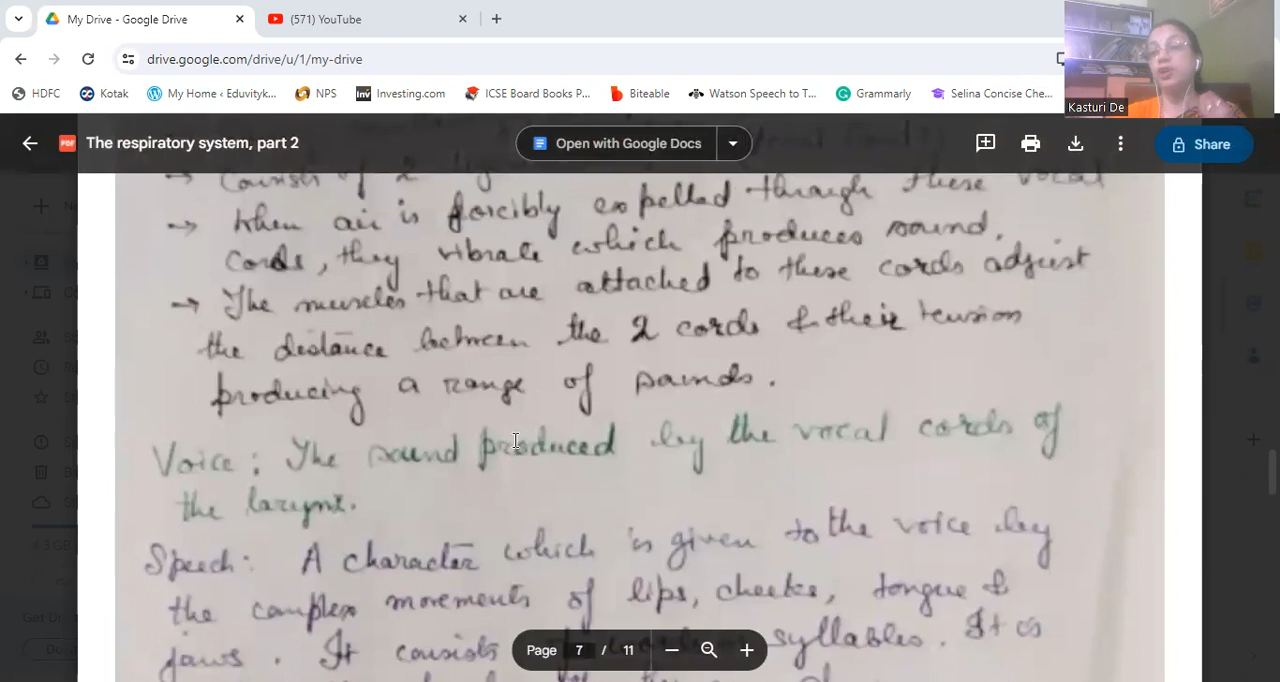 My Drive - Google Drive
(571) YouTube
drive.google.com/drive/u/1/my-drive
HDFC
Kotak
My Home ‹ Eduvityk...
NPS
Investing.com
ICSE Board Books P...
Biteable
Watson Speech to T...
Grammarly
Selina Concise Che...
Kasturi De
The respiratory system, part 2
Open with Google Docs
Share
→ Consists of 2
→ When air is forcibly expelled through these vocal
cords, they vibrate which produces sound.
→ The muscles that are attached to these cords adjust
the distance between the 2 cords & their tension
producing a range of sounds.
Voice: The sound produced by the vocal cords of
the larynx.
Speech: A character which is given to the voice by
the complex movements of lips, cheeks, tongue &
jaws. It consists syllables. It is
Page 7 / 11